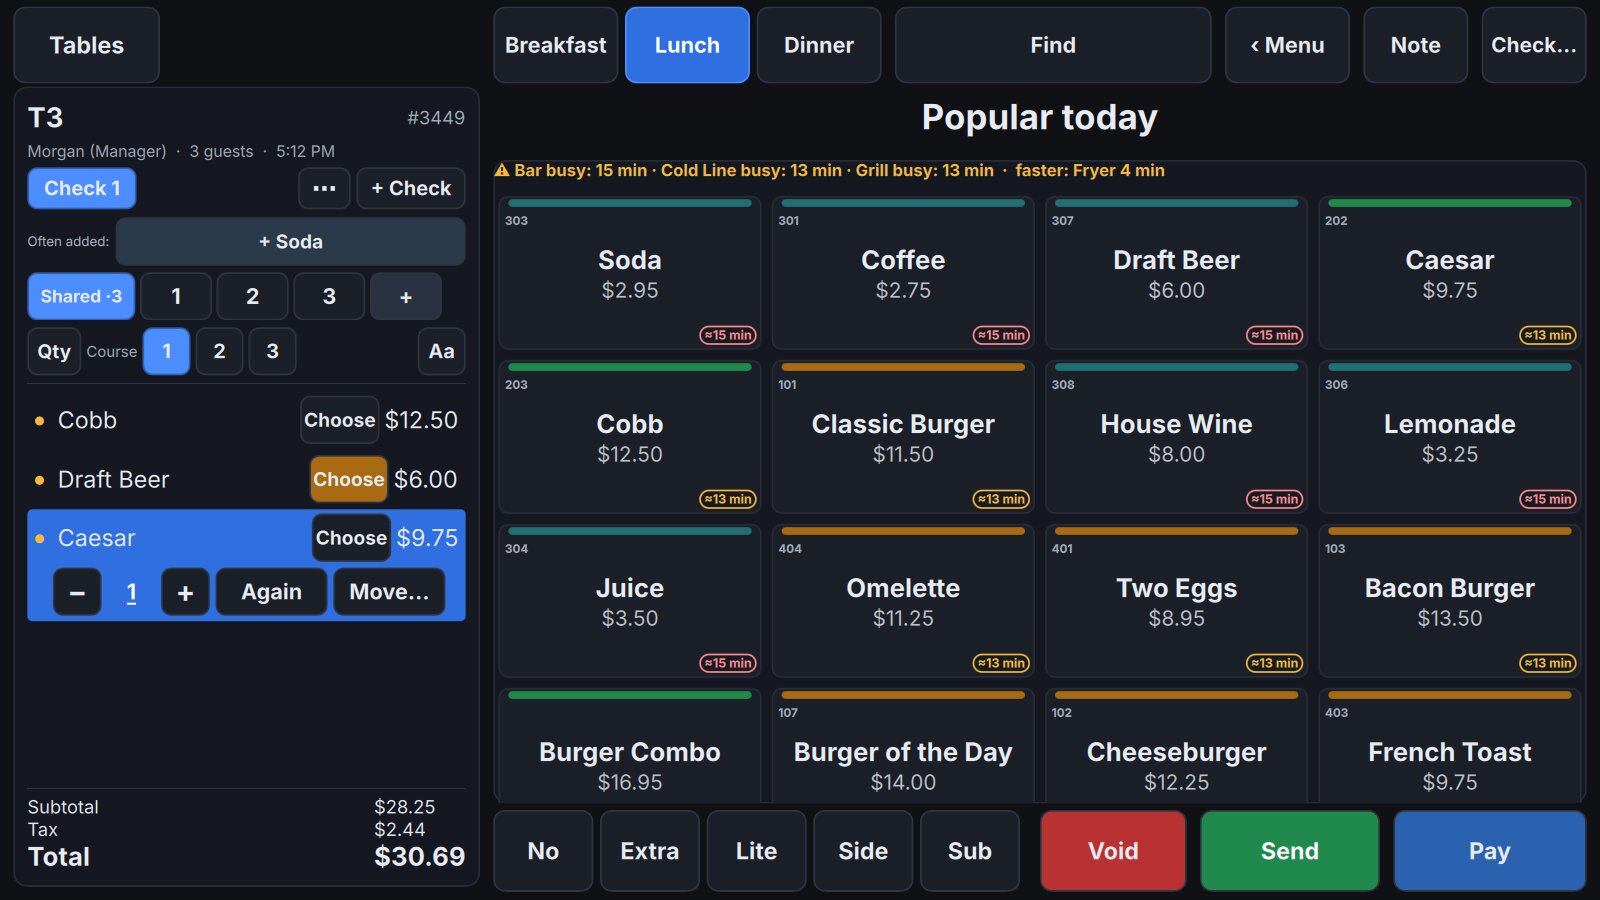 Tables
Breakfast
Lunch
Dinner
Find
‹ Menu
Note
Check...
T3
#3449
Morgan (Manager) · 3 guests · 5:12 PM
Check 1
...
+ Check
Often added:
+ Soda
Shared ·3
1
2
3
+
Qty
Course
1
2
3
Aa
Cobb
Choose
$12.50
Draft Beer
Choose
$6.00
Caesar
Choose
$9.75
−
1
+
Again
Move...
Subtotal
$28.25
Tax
$2.44
Total
$30.69
Popular today
⚠ Bar busy: 15 min · Cold Line busy: 13 min · Grill busy: 13 min · faster: Fryer 4 min
303
Soda
$2.95
≈15 min
301
Coffee
$2.75
≈15 min
307
Draft Beer
$6.00
≈15 min
202
Caesar
$9.75
≈13 min
203
Cobb
$12.50
≈13 min
101
Classic Burger
$11.50
≈13 min
308
House Wine
$8.00
≈15 min
306
Lemonade
$3.25
≈15 min
304
Juice
$3.50
≈15 min
404
Omelette
$11.25
≈13 min
401
Two Eggs
$8.95
≈13 min
103
Bacon Burger
$13.50
≈13 min
Burger Combo
$16.95
107
Burger of the Day
$14.00
102
Cheeseburger
$12.25
403
French Toast
$9.75
No
Extra
Lite
Side
Sub
Void
Send
Pay